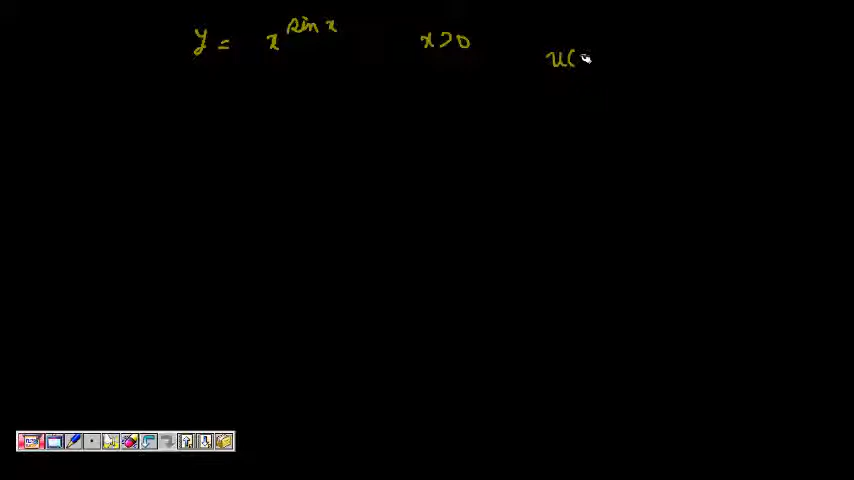 y = x^sin x x>0 u(